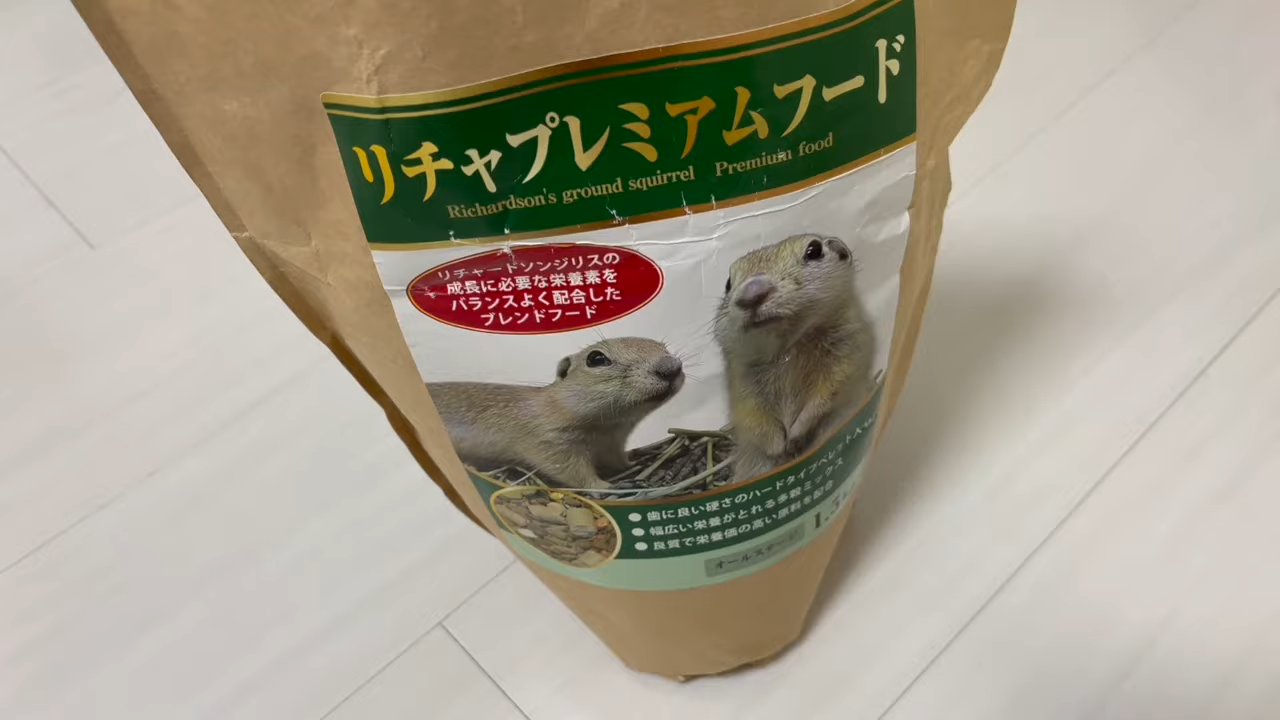 リチャプレミアムフード
Richardson's ground squirrel Premium food
リチャードソンジリスの
成長に必要な栄養素を
バランスよく配合した
ブレンドフード
● 歯に良い硬さのハードタイプペレット
● 幅広い栄養がとれる多穀ミックス
● 良質で栄養価の高い原料を配合
オールステージ